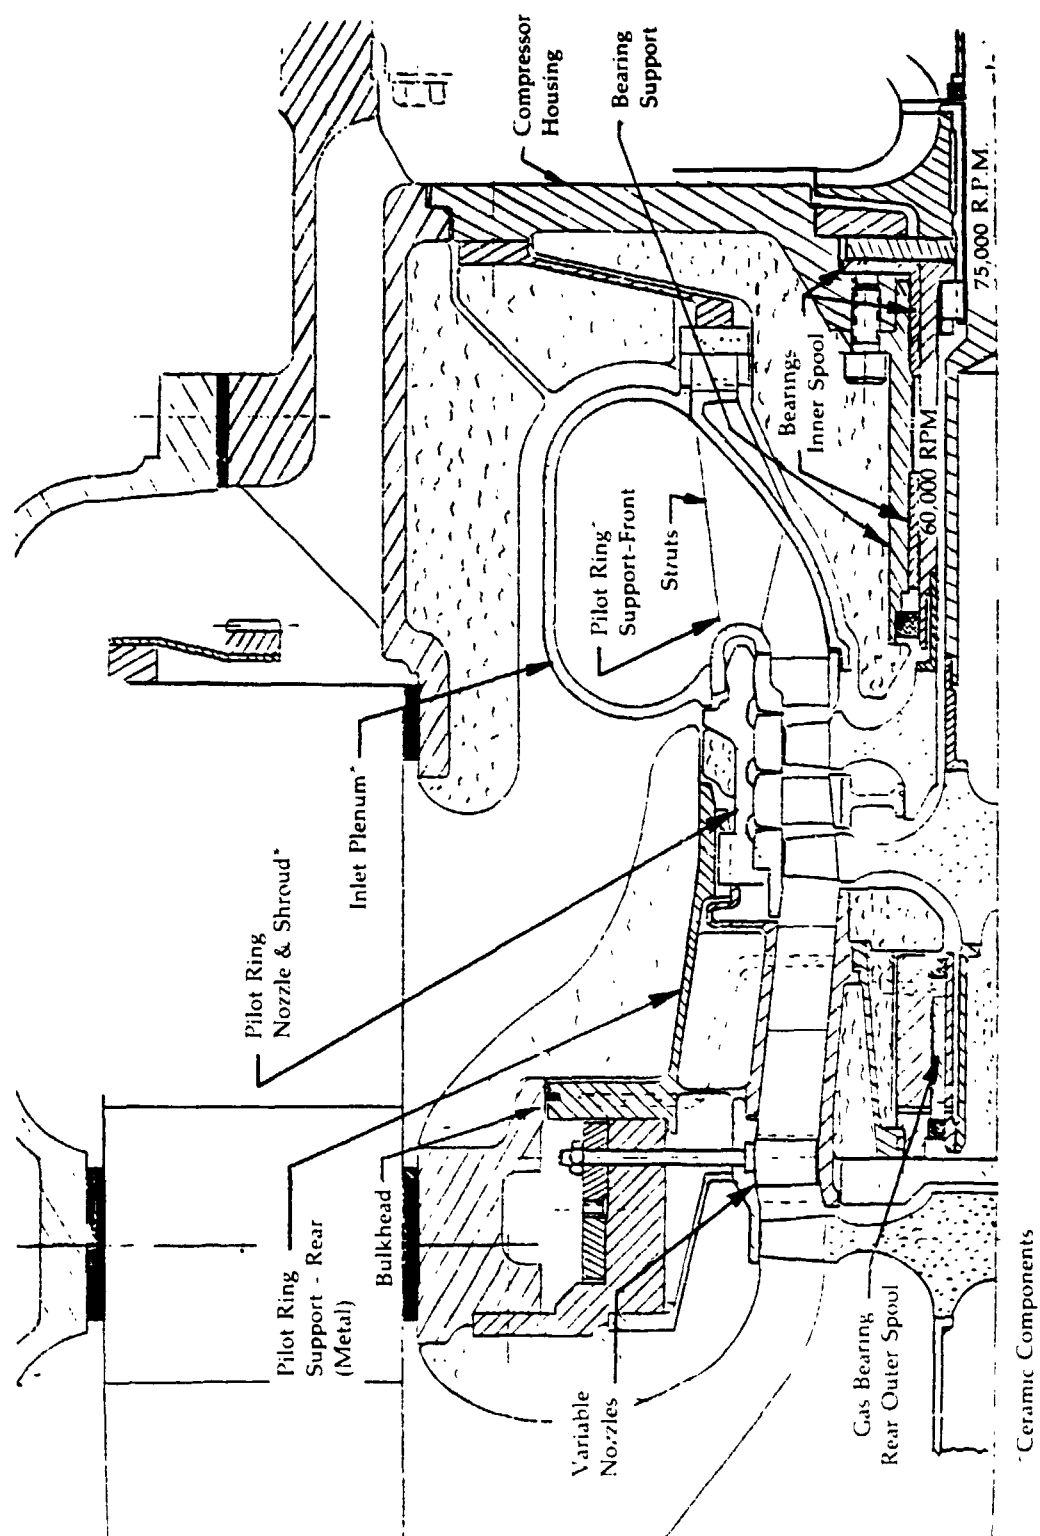 Compressor
Housing
Bearing
Support
Bearings
Inner Spool
75,000 R.P.M.
60,000 RPM
Pilot Ring*
Support-Front
Struts
Inlet Plenum*
Pilot Ring
Nozzle & Shroud*
Pilot Ring
Support - Rear
(Metal)
Bulkhead
Variable
Nozzles
Gas Bearing
Rear Outer Spool
*Ceramic Components